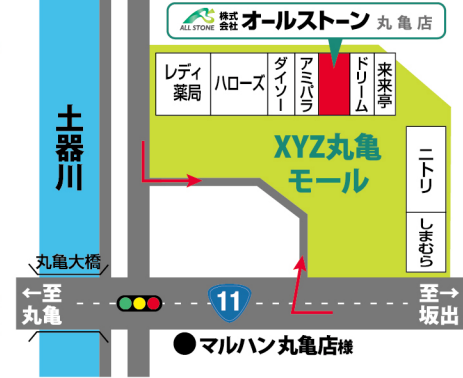 ALL STONE
株式
会社
オールストーン 丸亀店
レディ
薬局
ハローズ
ダイソー
アミパラ
ドリーム
来来亭
XYZ丸亀
モール
ニトリ
しまむら
土器川
丸亀大橋
←至
丸亀
11
至→
坂出
●マルハン丸亀店様